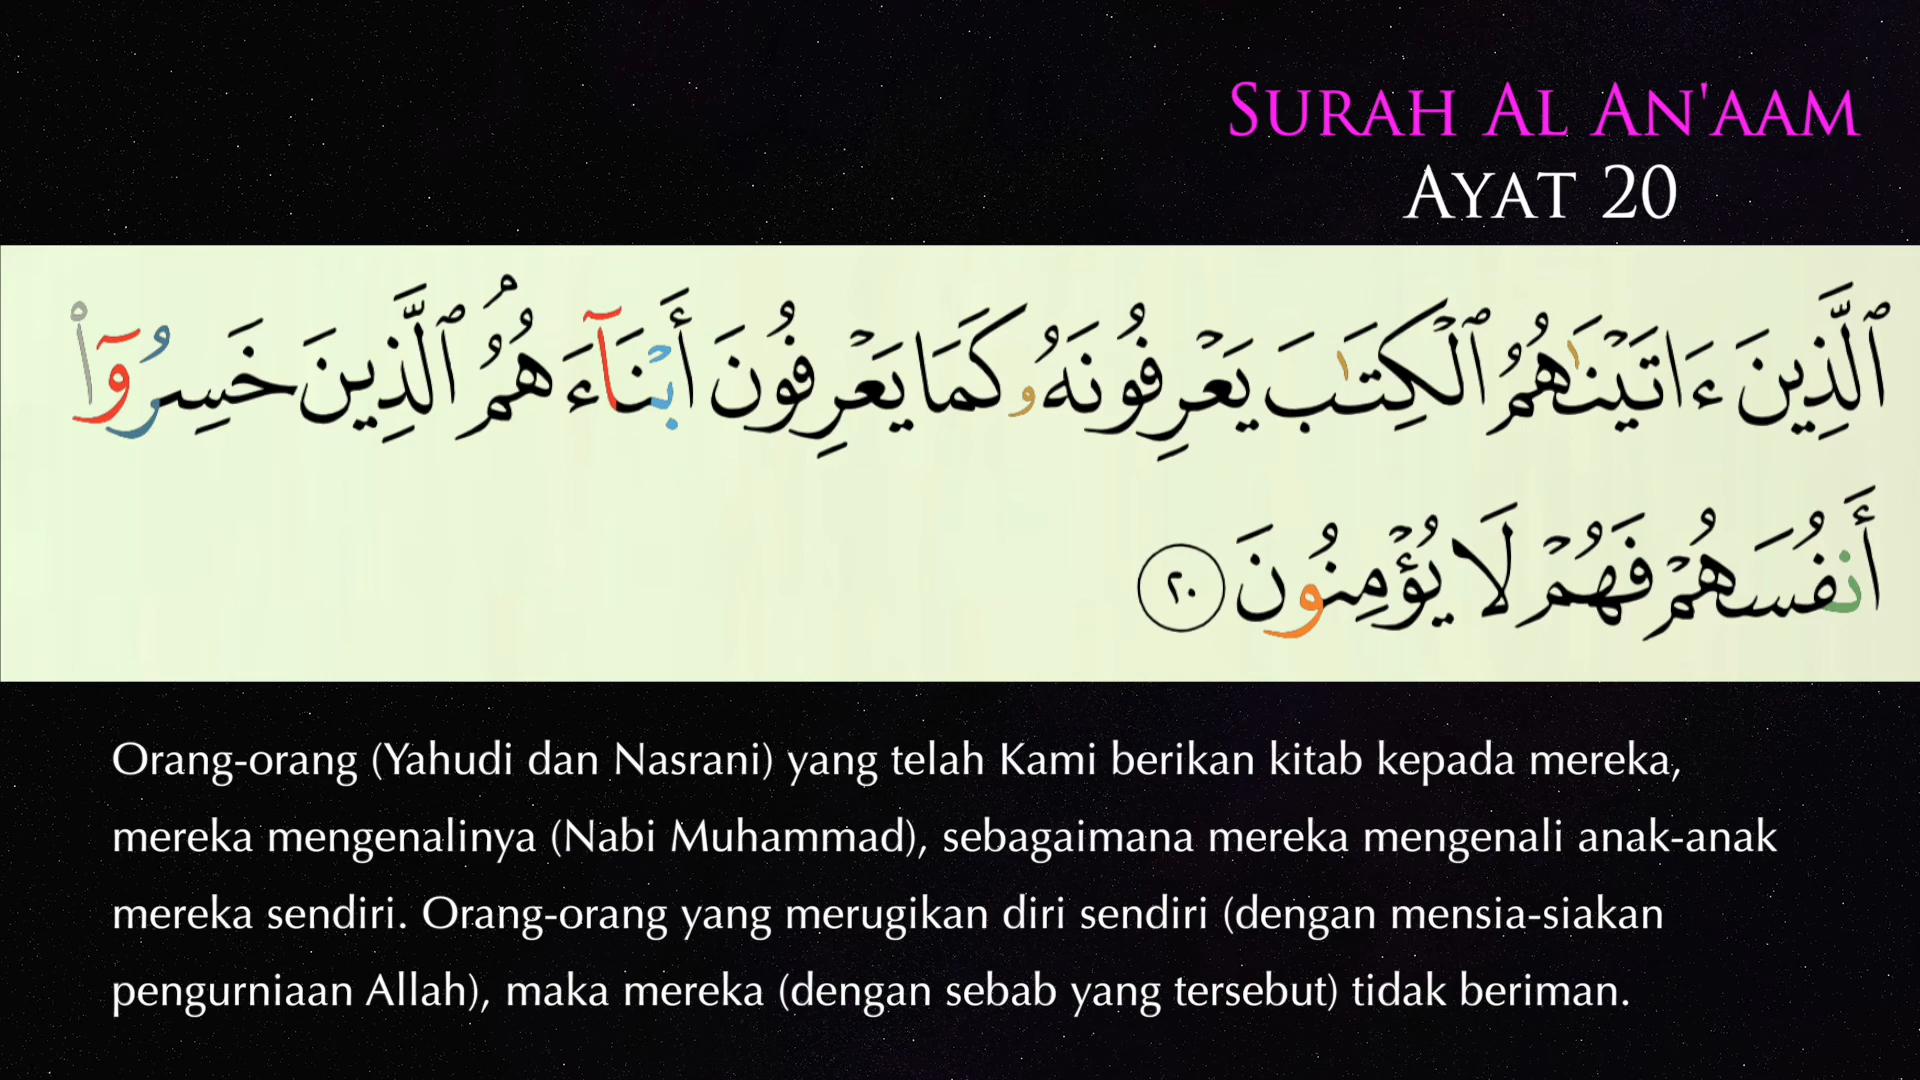 SURAH AL AN'AAM
AYAT 20
ٱلَّذِينَ ءَاتَيْنَٰهُمُ ٱلْكِتَٰبَ يَعْرِفُونَهُۥ كَمَا يَعْرِفُونَ أَبْنَآءَهُمُ ٱلَّذِينَ خَسِرُوٓا۟
أَنفُسَهُمْ فَهُمْ لَا يُؤْمِنُونَ ٢٠
Orang-orang (Yahudi dan Nasrani) yang telah Kami berikan kitab kepada mereka,
mereka mengenalinya (Nabi Muhammad), sebagaimana mereka mengenali anak-anak
mereka sendiri. Orang-orang yang merugikan diri sendiri (dengan mensia-siakan
pengurniaan Allah), maka mereka (dengan sebab yang tersebut) tidak beriman.